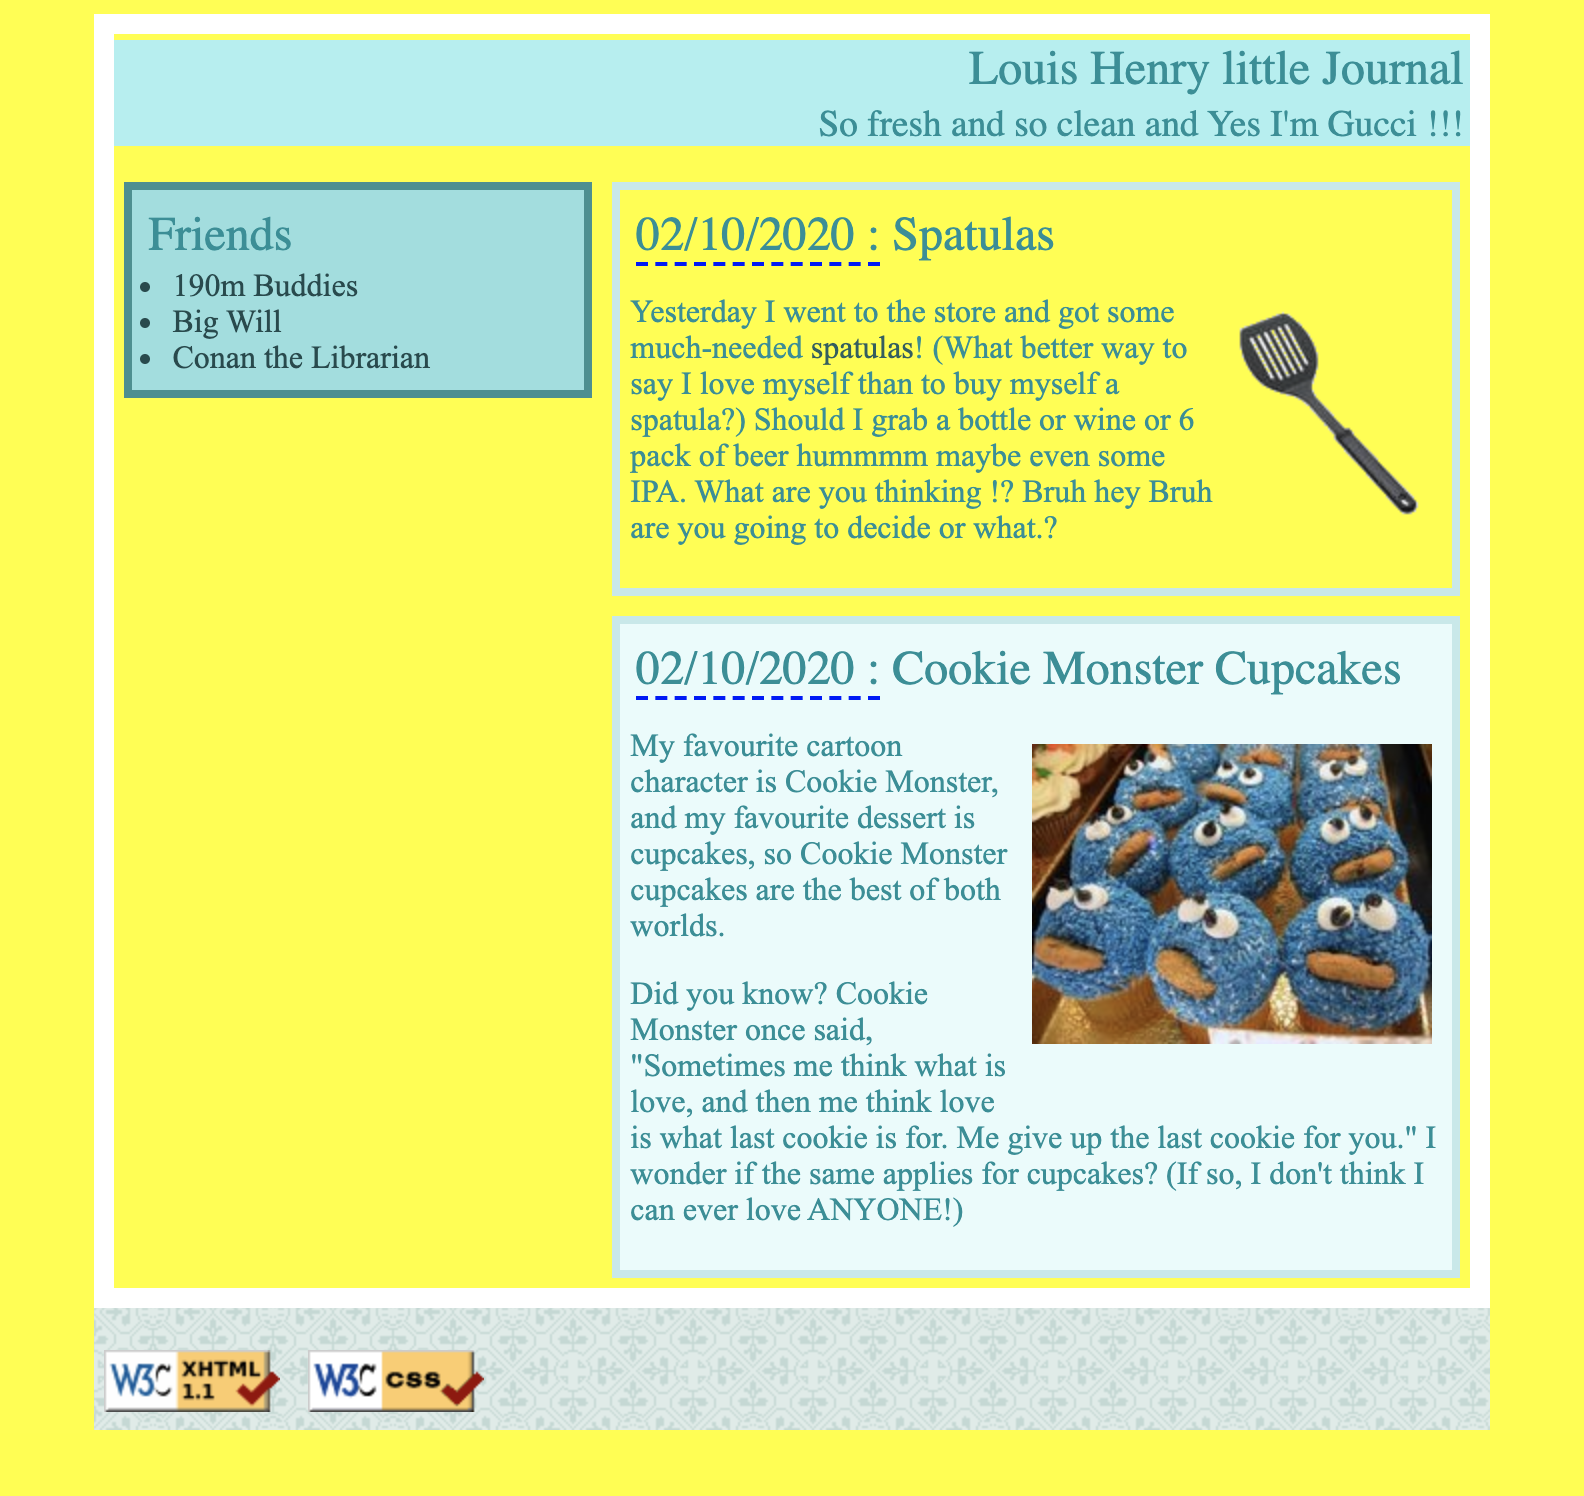 Louis Henry little Journal
So fresh and so clean and Yes I'm Gucci !!!
Friends
190m Buddies
Big Will
Conan the Librarian
02/10/2020 : Spatulas
Yesterday I went to the store and got some
much-needed spatulas! (What better way to
say I love myself than to buy myself a
spatula?) Should I grab a bottle or wine or 6
pack of beer hummmm maybe even some
IPA. What are you thinking !? Bruh hey Bruh
are you going to decide or what.?
02/10/2020 : Cookie Monster Cupcakes
My favourite cartoon
character is Cookie Monster,
and my favourite dessert is
cupcakes, so Cookie Monster
cupcakes are the best of both
worlds.
Did you know? Cookie
Monster once said,
"Sometimes me think what is
love, and then me think love
is what last cookie is for. Me give up the last cookie for you." I
wonder if the same applies for cupcakes? (If so, I don't think I
can ever love ANYONE!)
W3C XHTML 1.1
W3C CSS